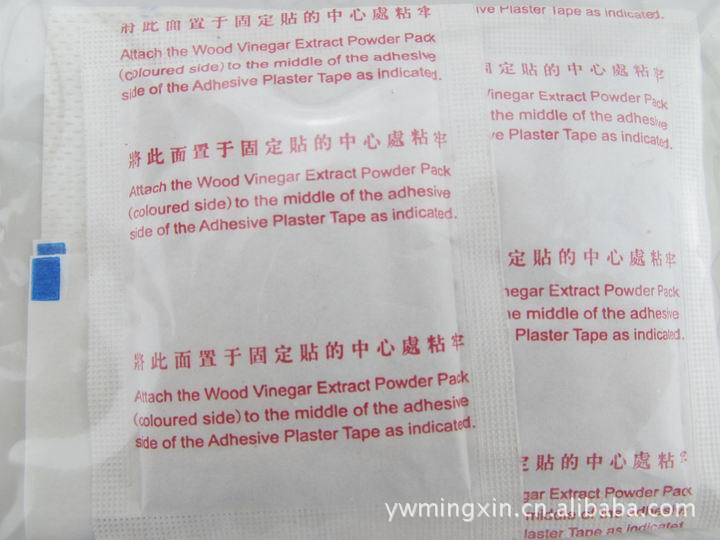 將此面置于固定貼的中心處粘牢
Attach the Wood Vinegar Extract Powder Pack
(coloured side) to the middle of the adhesive
side of the Adhesive Plaster Tape as indicated.
將此面置于固定貼的中心處粘牢
Attach the Wood Vinegar Extract Powder Pack
(coloured side) to the middle of the adhesive
side of the Adhesive Plaster Tape as indicated.
將此面置于固定貼的中心處粘牢
Attach the Wood Vinegar Extract Powder Pack
(coloured side) to the middle of the adhesive
side of the Adhesive Plaster Tape as indicated.
Plaster Tape as indicated.
固定貼的中心處粘牢
Vinegar Extract Powder Pack
the middle of the adhesive
Plaster Tape as indicated.
定貼的中心處粘牢
Extract Powder Pack
middle of the adhesive
Plaster Tape as indicated.
貼的中心處粘牢
Extract Powder Pack
middle of the adhesive
Tape as indicated.
ywmingxin.cn.alibaba.com